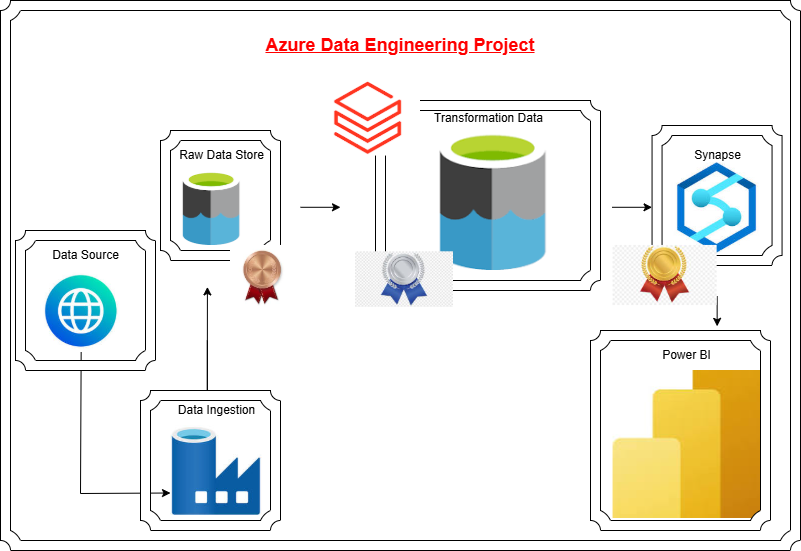 Azure Data Engineering Project
Transformation Data
Raw Data Store
Synapse
Data Source
Power BI
Data Ingestion